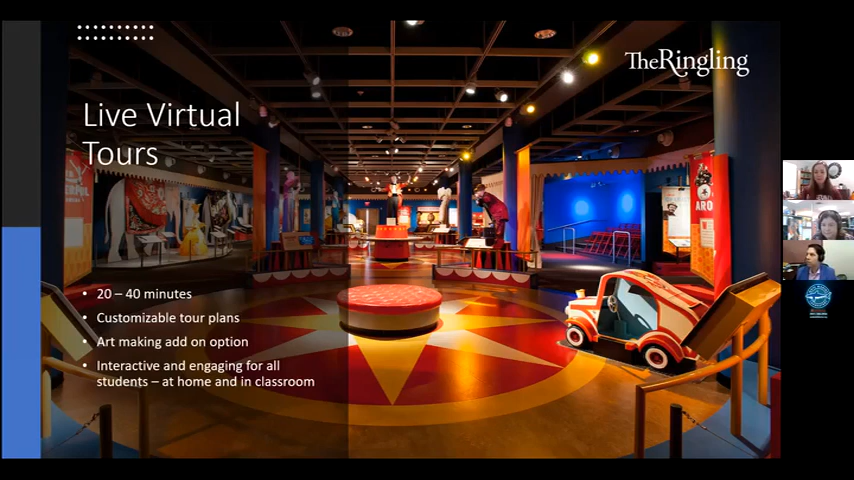 TheRingling
Live Virtual
Tours
• 20 – 40 minutes
• Customizable tour plans
• Art making add on option
• Interactive and engaging for all
students – at home and in classroom
ARO